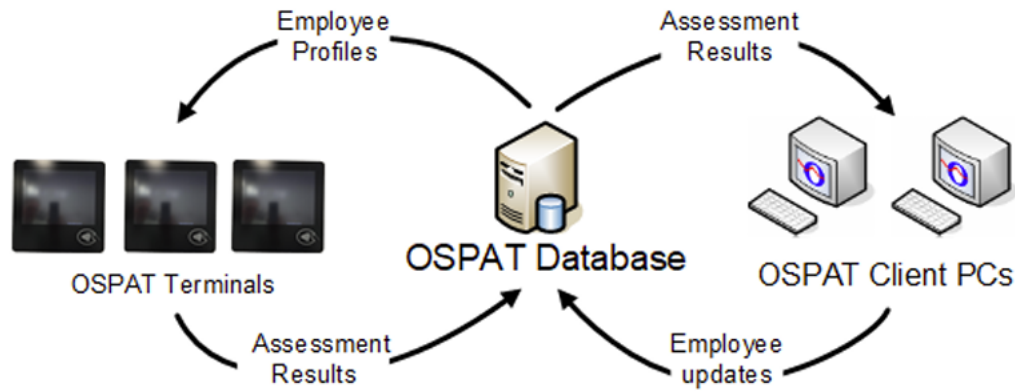 Employee
Profiles
Assessment
Results
OSPAT Terminals
OSPAT Database
OSPAT Client PCs
Assessment
Results
Employee
updates